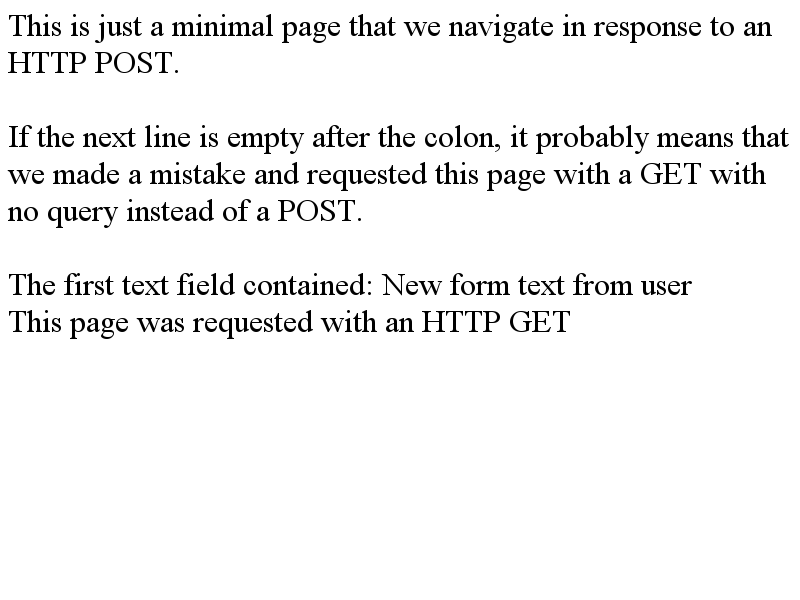 This is just a minimal page that we navigate in response to an
HTTP POST.
If the next line is empty after the colon, it probably means that
we made a mistake and requested this page with a GET with
no query instead of a POST.
The first text field contained: New form text from user
This page was requested with an HTTP GET